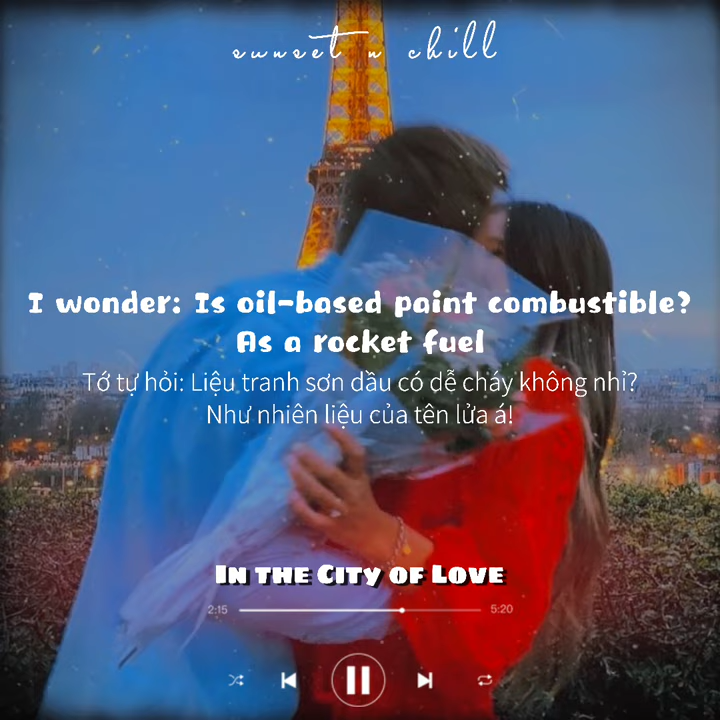 sunset n chill
I wonder: Is oil-based paint combustible?
As a rocket fuel
Tớ tự hỏi: Liệu tranh sơn dầu có dễ cháy không nhỉ?
Như nhiên liệu của tên lửa á!
In the City of Love
2:15 5:20